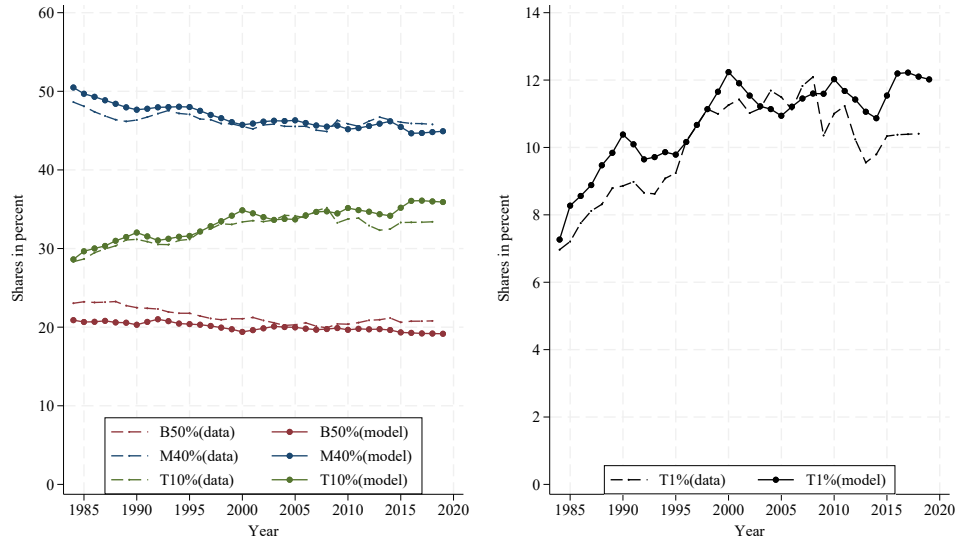 Shares in percent
60
50
40
30
20
10
0
1985 1990 1995 2000 2005 2010 2015 2020
Year
B50%(data) B50%(model)
M40%(data) M40%(model)
T10%(data) T10%(model)
Shares in percent
14
12
10
8
6
4
2
0
1985 1990 1995 2000 2005 2010 2015 2020
Year
T1%(data) T1%(model)